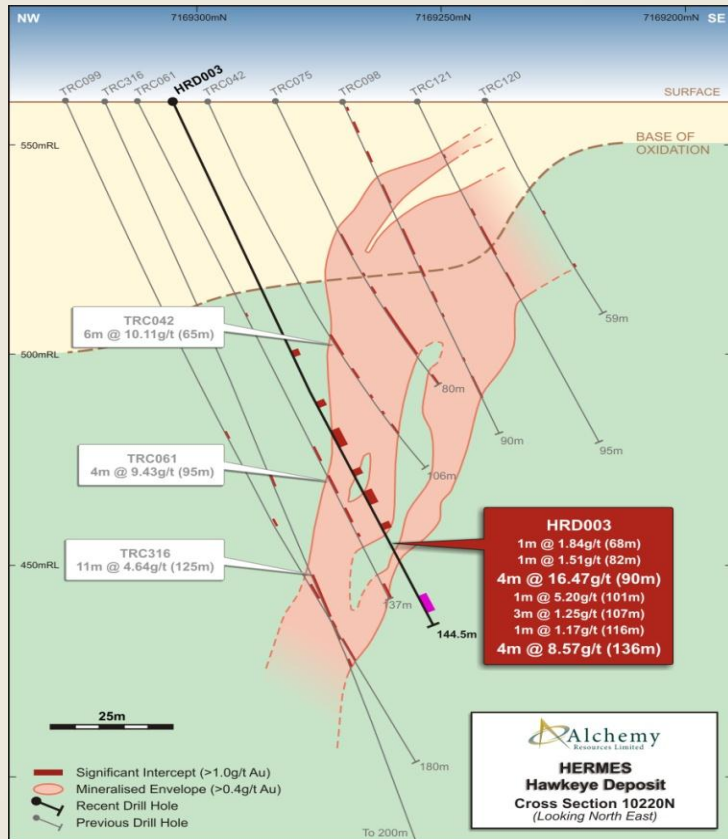 NW
7169300mN
7169250mN
7169200mN
SE
TRC099
TRC316
TRC061
HRD003
TRC042
TRC075
TRC098
TRC121
TRC120
SURFACE
550mRL
BASE OF
OXIDATION
TRC042
6m @ 10.11g/t (65m)
59m
500mRL
80m
90m
95m
TRC061
4m @ 9.43g/t (95m)
106m
TRC316
11m @ 4.64g/t (125m)
450mRL
HRD003
1m @ 1.84g/t (68m)
1m @ 1.51g/t (82m)
4m @ 16.47g/t (90m)
1m @ 5.20g/t (101m)
3m @ 1.25g/t (107m)
1m @ 1.17g/t (116m)
4m @ 8.57g/t (136m)
137m
144.5m
25m
180m
To 200m
Significant Intercept (>1.0g/t Au)
Mineralised Envelope (>0.4g/t Au)
Recent Drill Hole
Previous Drill Hole
Alchemy
Resources Limited
HERMES
Hawkeye Deposit
Cross Section 10220N
(Looking North East)